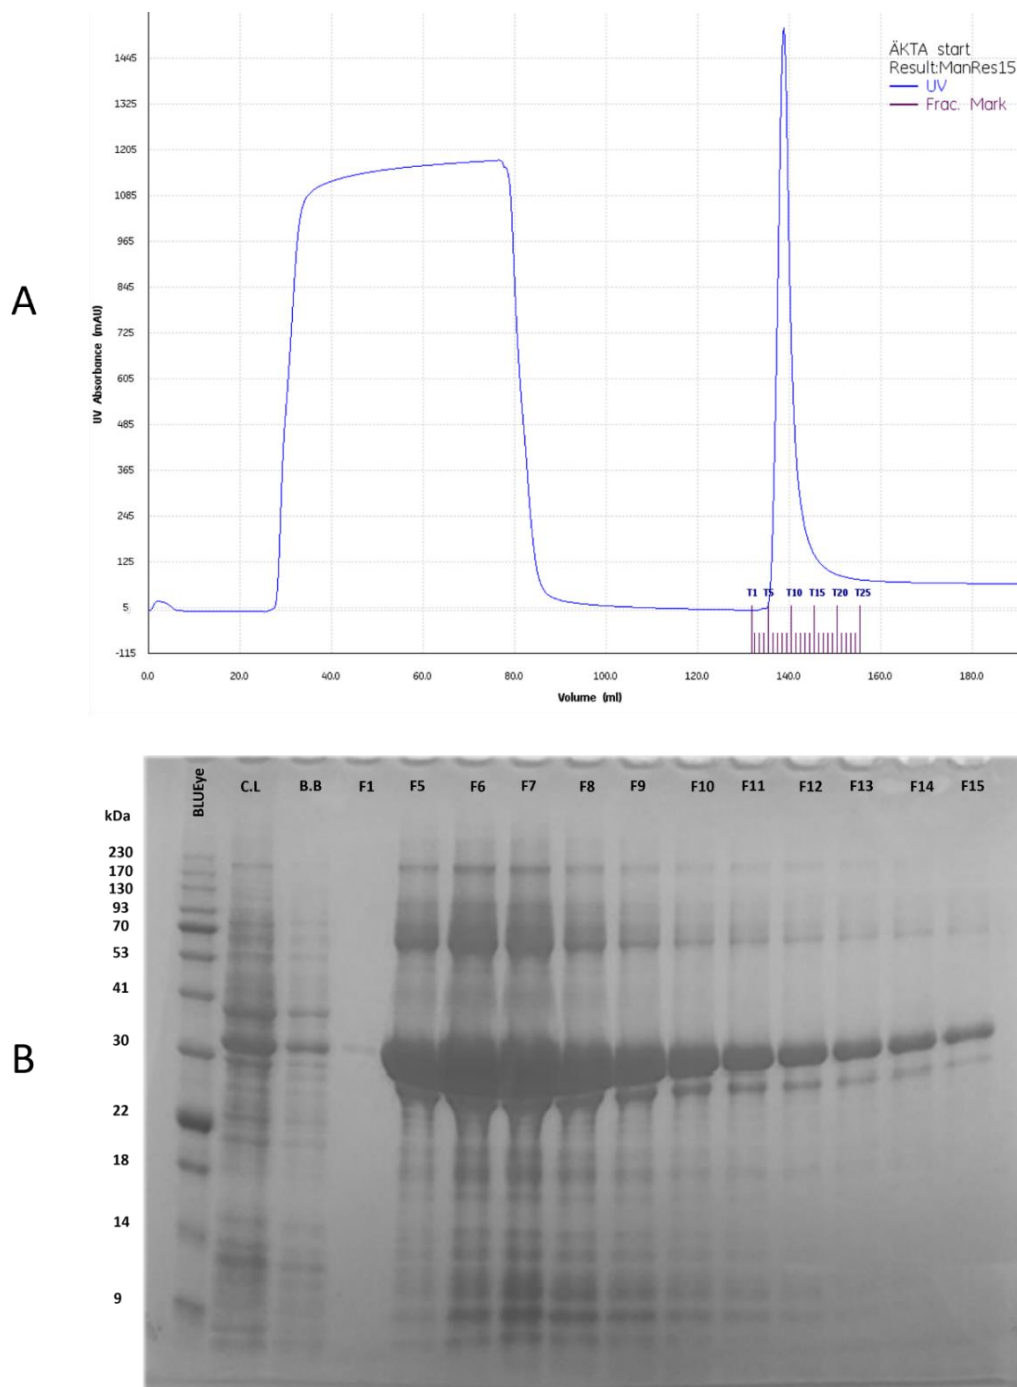 A
ÄKTA start
Result:ManRes15
UV
Frac. Mark
UV Absorbance (mAU)
1445
1325
1205
1085
965
845
725
605
485
365
245
125
5
-115
T1 T5 T10 T15 T20 T25
0.0 20.0 40.0 60.0 80.0 100.0 120.0 140.0 160.0 180.0
Volume (ml)
B
kDa
BLUEye C.L B.B F1 F5 F6 F7 F8 F9 F10 F11 F12 F13 F14 F15
230
170
130
93
70
53
41
30
22
18
14
9